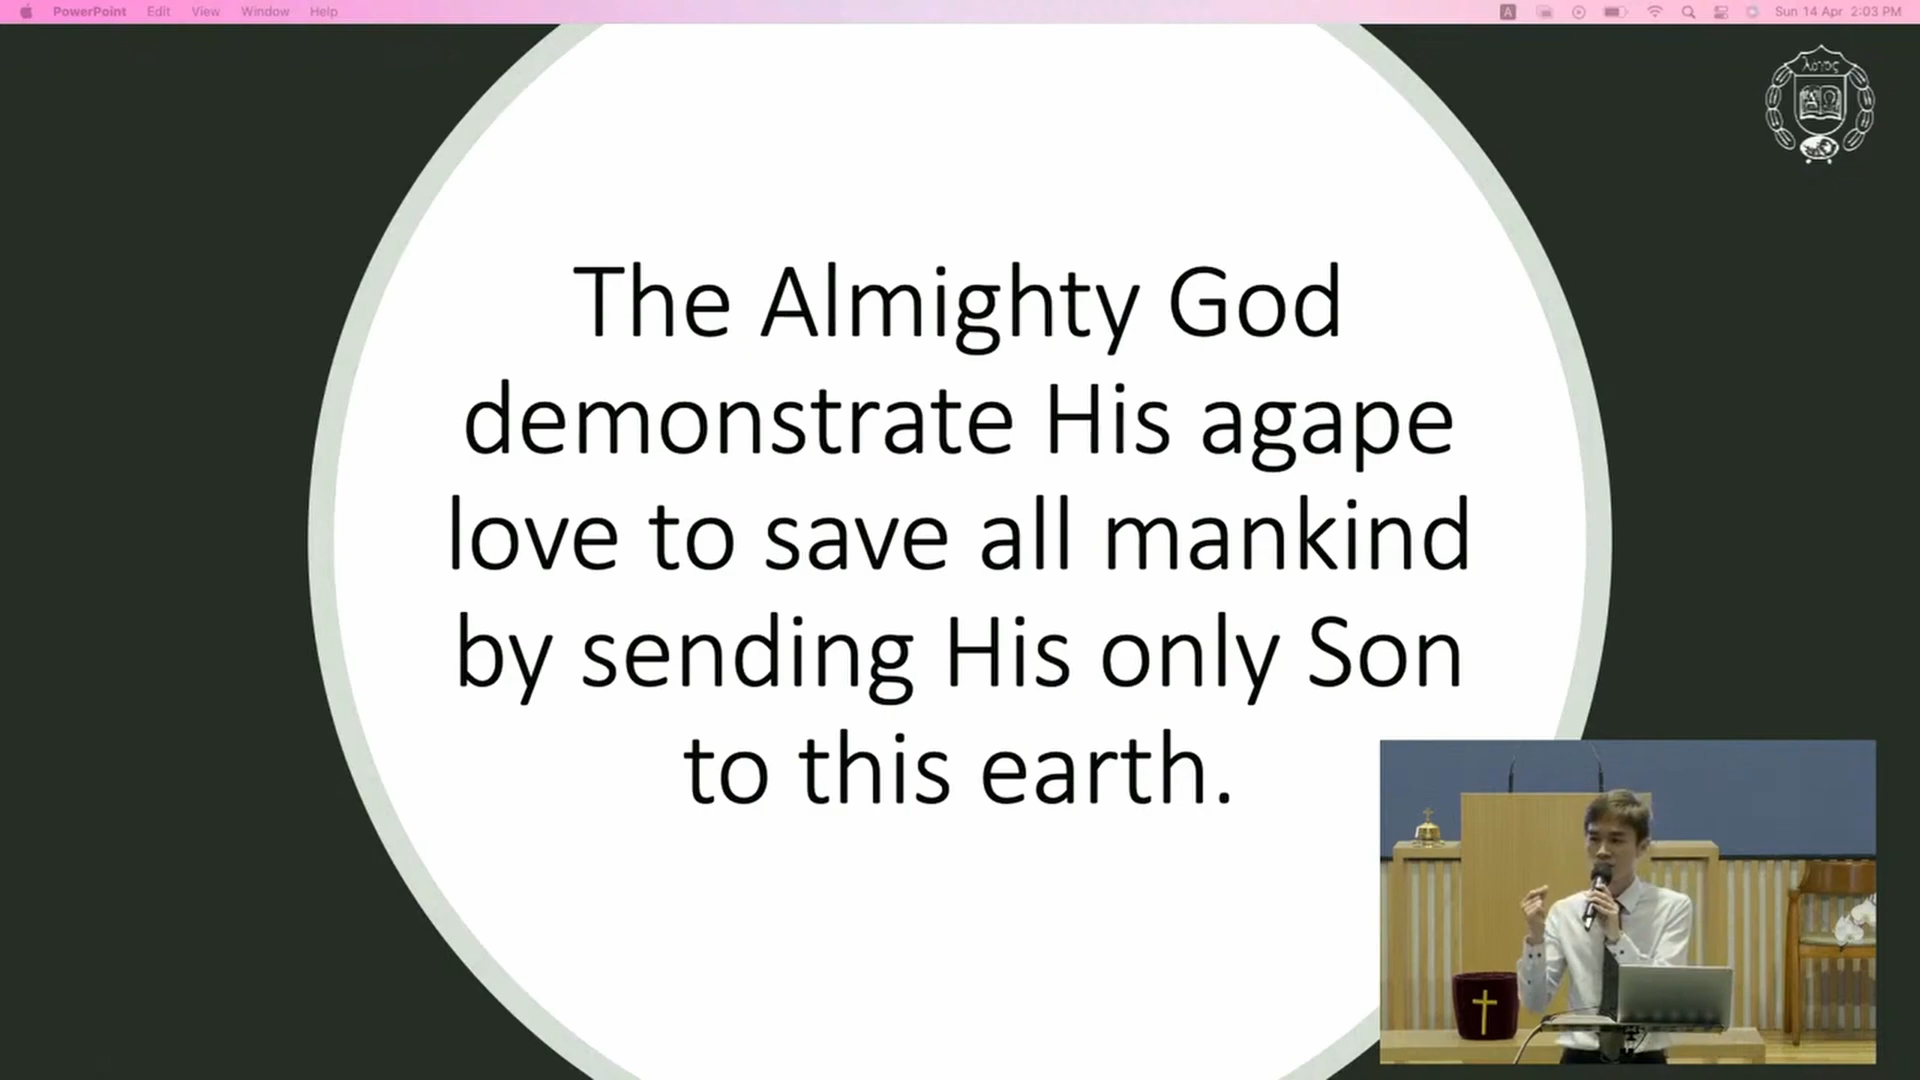 PowerPoint Edit View Window Help
A
Sun 14 Apr 2:03 PM
λόγος
A Ω
The Almighty God
demonstrate His agape
love to save all mankind
by sending His only Son
to this earth.